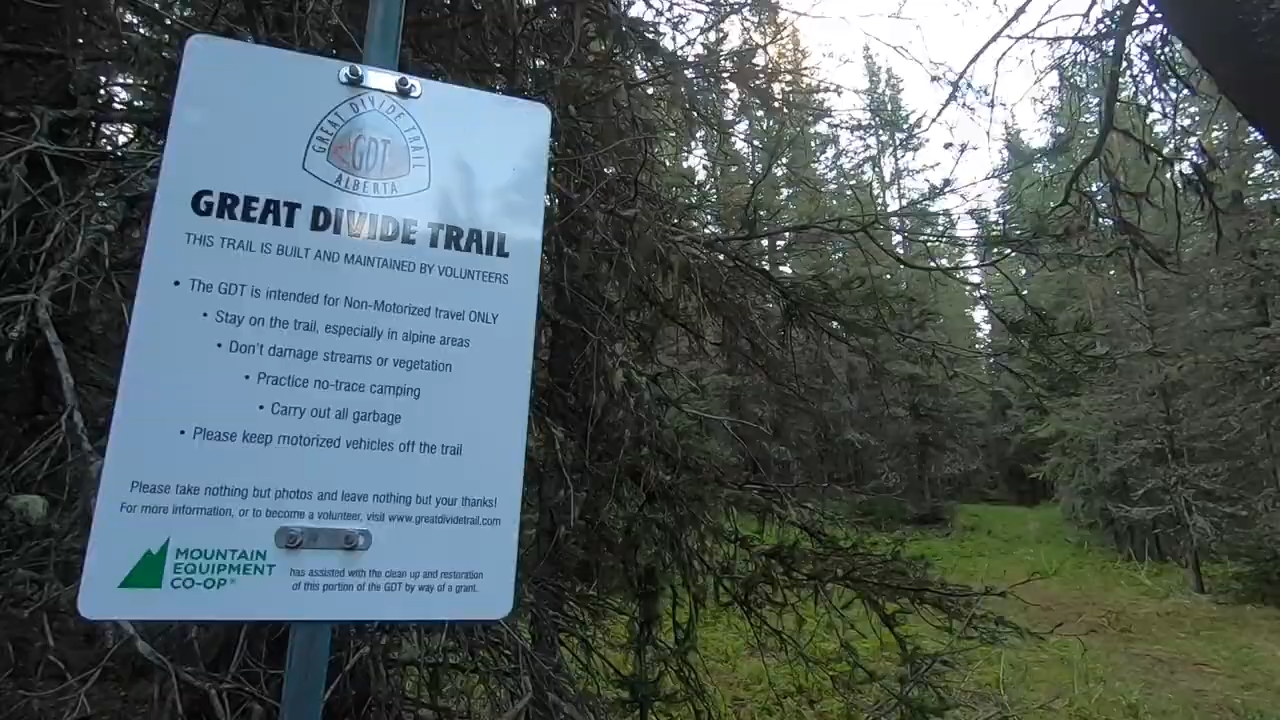 GREAT DIVIDE TRAIL
GDT
ALBERTA
GREAT DIVIDE TRAIL
THIS TRAIL IS BUILT AND MAINTAINED BY VOLUNTEERS
• The GDT is intended for Non-Motorized travel ONLY
• Stay on the trail, especially in alpine areas
• Don't damage streams or vegetation
• Practice no-trace camping
• Carry out all garbage
• Please keep motorized vehicles off the trail
Please take nothing but photos and leave nothing but your thanks!
For more information, or to become a volunteer, visit www.greatdividetrail.com
MOUNTAIN
EQUIPMENT
CO-OP®
has assisted with the clean up and restoration
of this portion of the GDT by way of a grant.